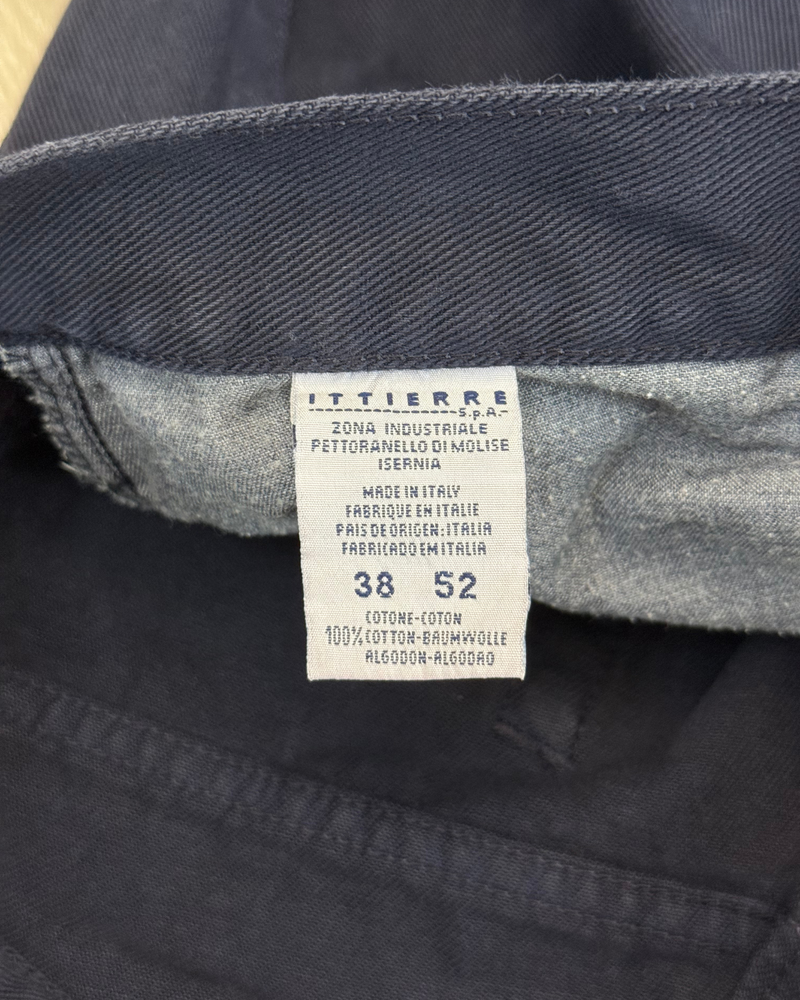 ITTIERRE
S.p.A.
ZONA INDUSTRIALE
PETTORANELLO DI MOLISE
ISERNIA
MADE IN ITALY
FABRIQUE EN ITALIE
PAIS DE ORIGEN: ITALIA
FABRICADO EM ITALIA
38 52
COTONE-COTON
100% COTTON-BAUMWOLLE
ALGODON-ALGODAO